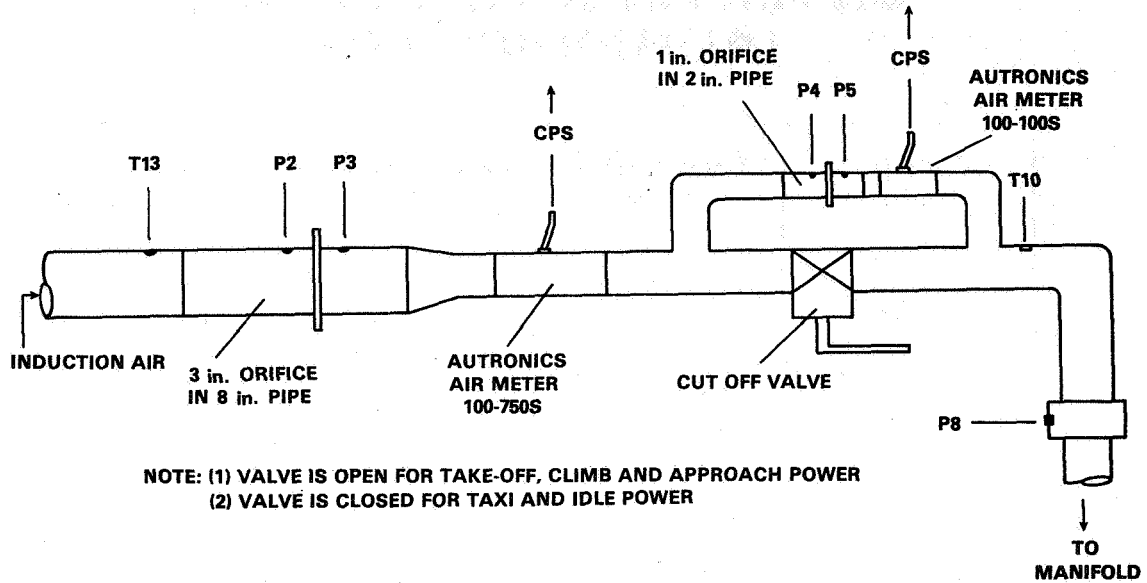 1 in. ORIFICE
IN 2 in. PIPE
P4
P5
CPS
AUTRONICS
AIR METER
100-100S
CPS
T13
P2
P3
T10
INDUCTION AIR
3 in. ORIFICE
IN 8 in. PIPE
AUTRONICS
AIR METER
100-750S
CUT OFF VALVE
P8
NOTE: (1) VALVE IS OPEN FOR TAKE-OFF, CLIMB AND APPROACH POWER
(2) VALVE IS CLOSED FOR TAXI AND IDLE POWER
TO
MANIFOLD